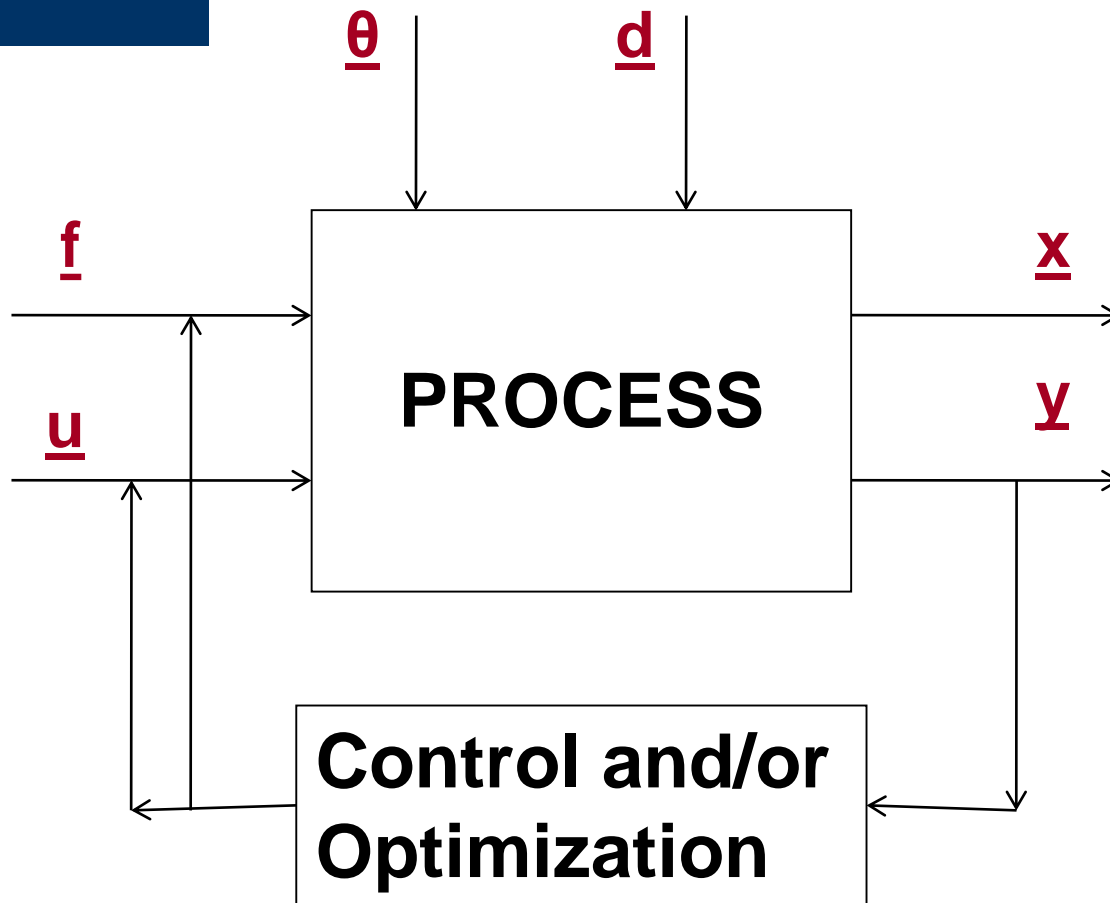 θ
d
f
x
PROCESS
y
u
Control and/or
Optimization